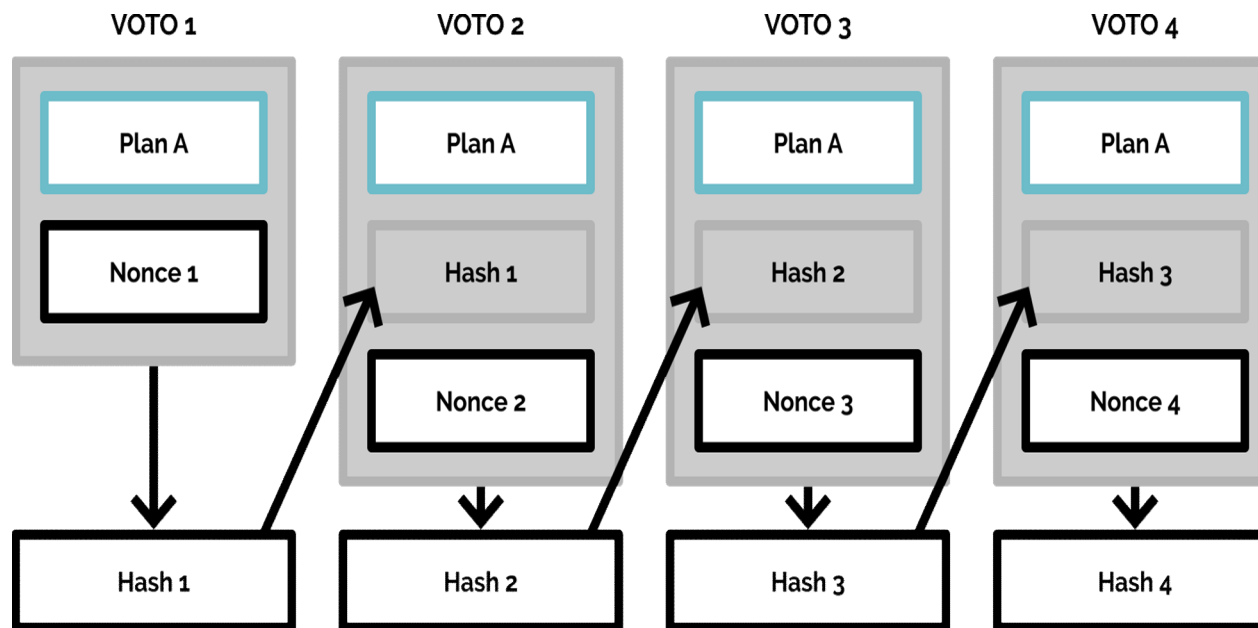 VOTO 1
VOTO 2
VOTO 3
VOTO 4
Plan A
Plan A
Plan A
Plan A
Nonce 1
Hash 1
Hash 2
Hash 3
Nonce 2
Nonce 3
Nonce 4
Hash 1
Hash 2
Hash 3
Hash 4